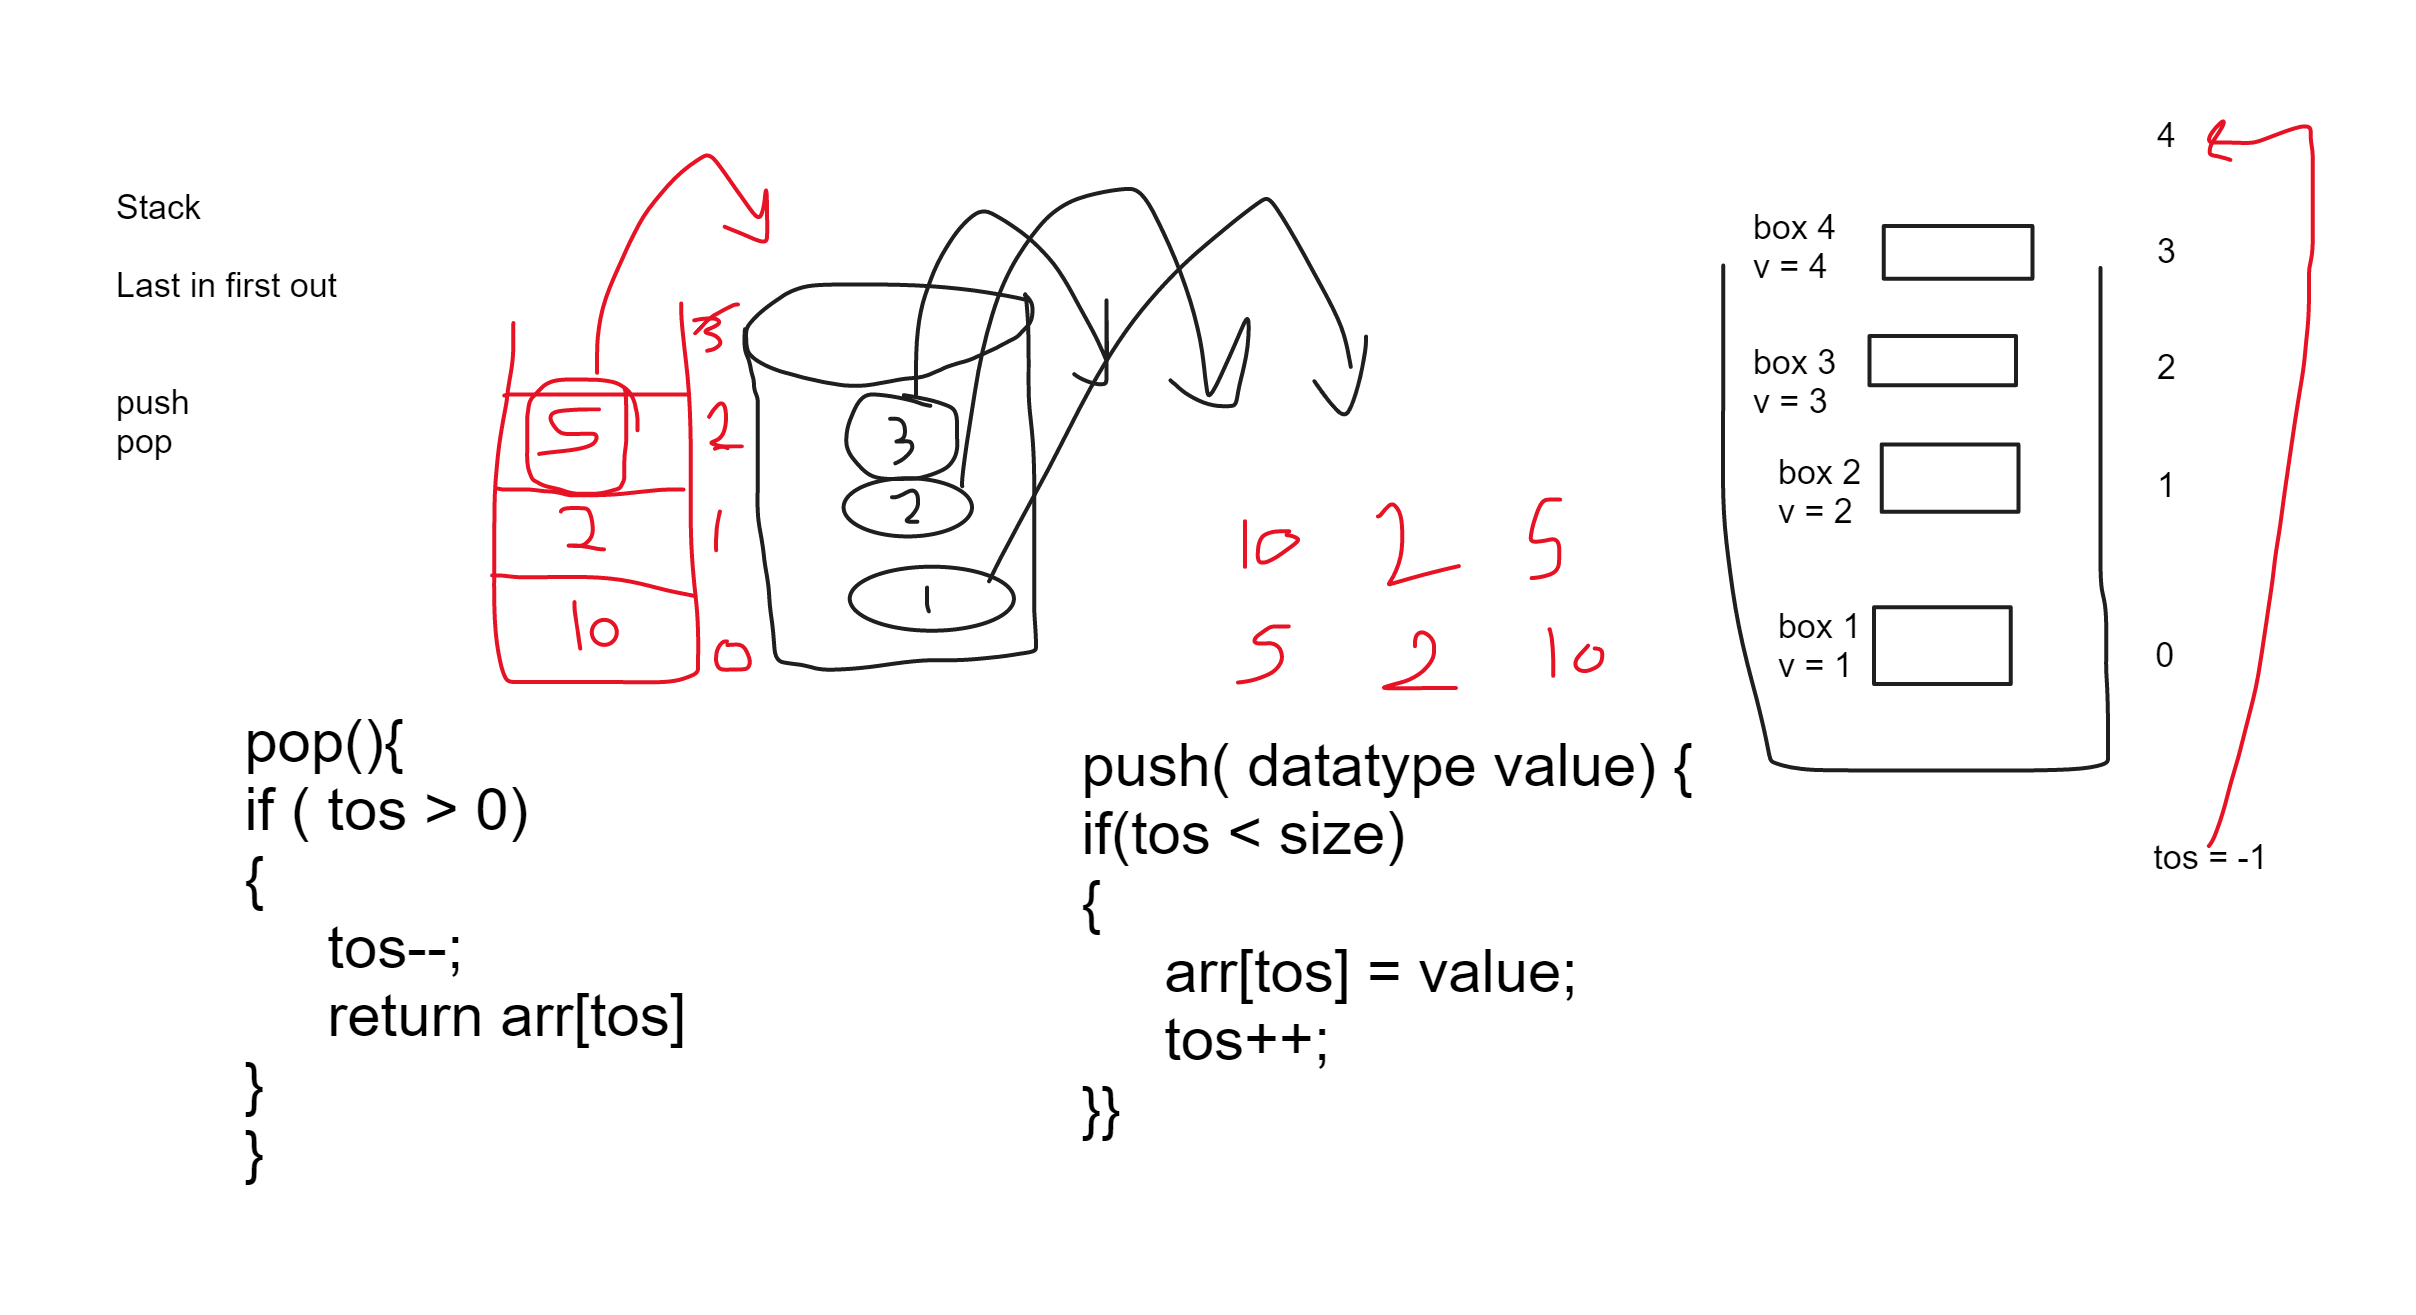 Stack
Last in first out
push
pop
3
5
2
2
1
10
0
3
2
1
10 2 5
5 2 10
4
box 4
v = 4
3
box 3
v = 3
2
box 2
v = 2
1
box 1
v = 1
0
tos = -1
pop(){
if ( tos > 0)
{
tos--;
return arr[tos]
}
}
push( datatype value) {
if(tos < size)
{
arr[tos] = value;
tos++;
}}